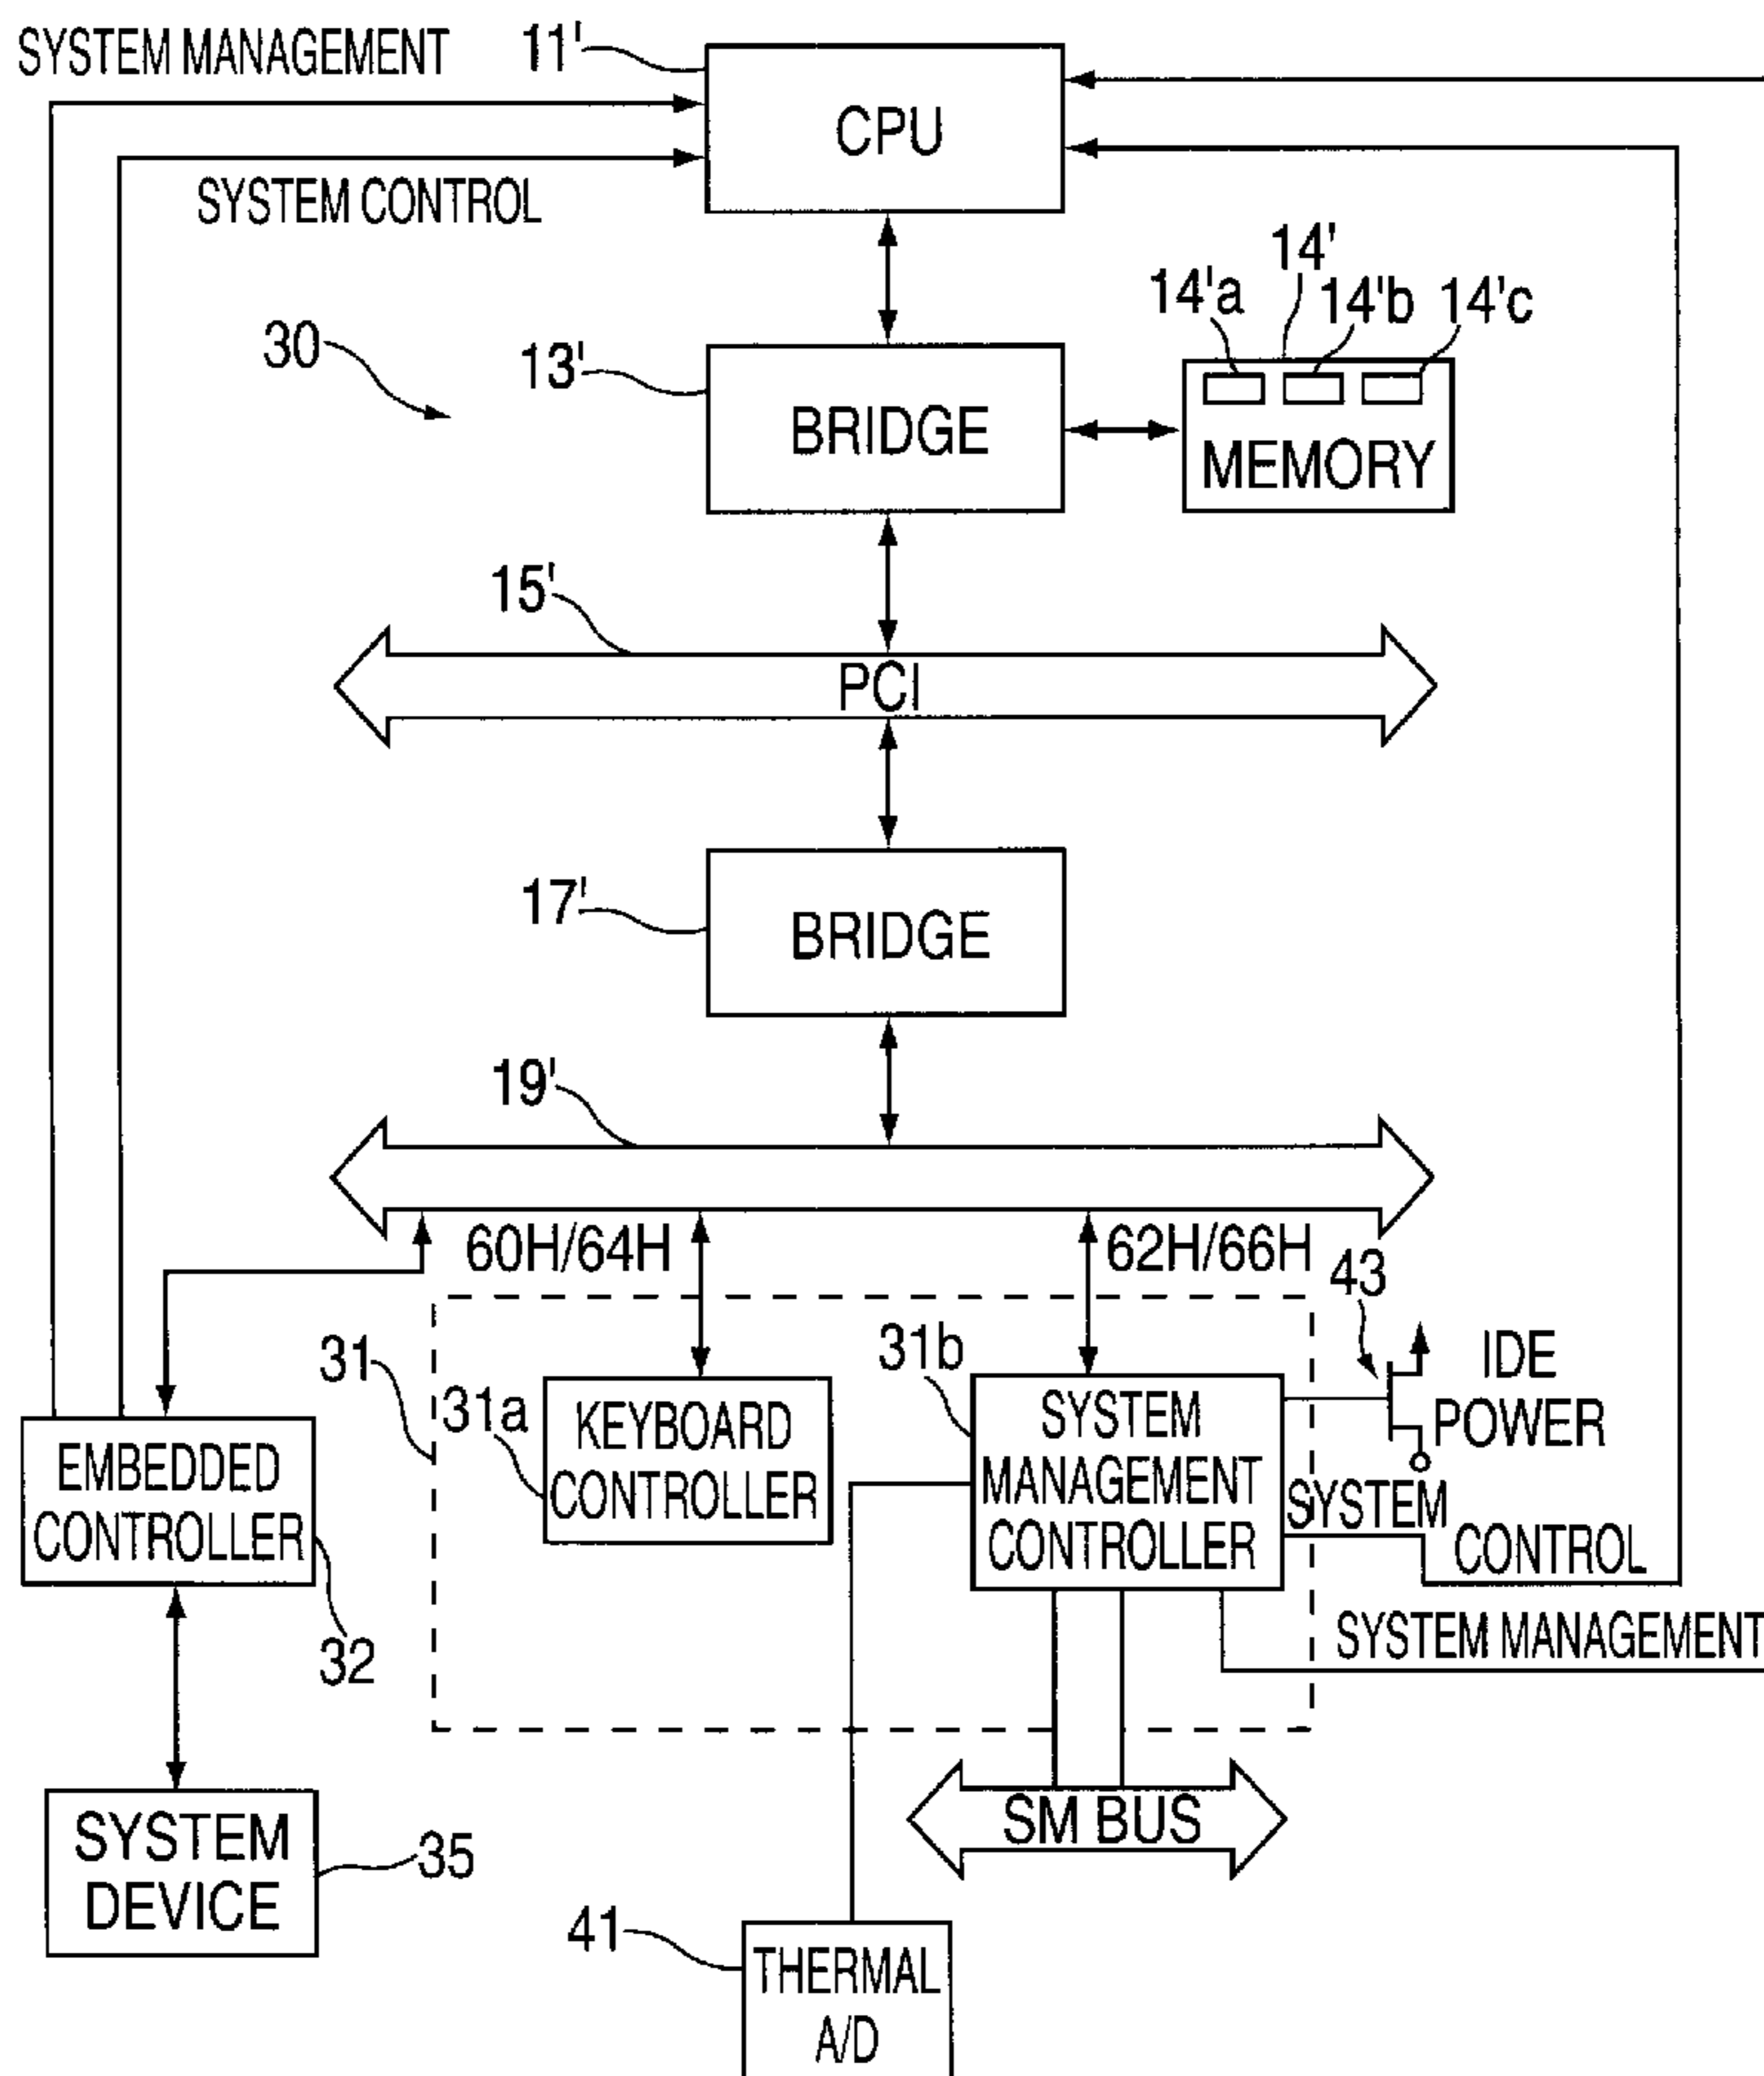 SYSTEM MANAGEMENT
11'
CPU
SYSTEM CONTROL
14'
14'a
14'b
14'c
30
13'
BRIDGE
MEMORY
15'
PCI
17'
BRIDGE
19'
60H/64H
62H/66H
43
31
31b
IDE
POWER
31a
KEYBOARD
CONTROLLER
SYSTEM
MANAGEMENT
CONTROLLER
EMBEDDED
CONTROLLER
SYSTEM
CONTROL
32
SYSTEM MANAGEMENT
SM BUS
SYSTEM
DEVICE
35
41
THERMAL
A/D